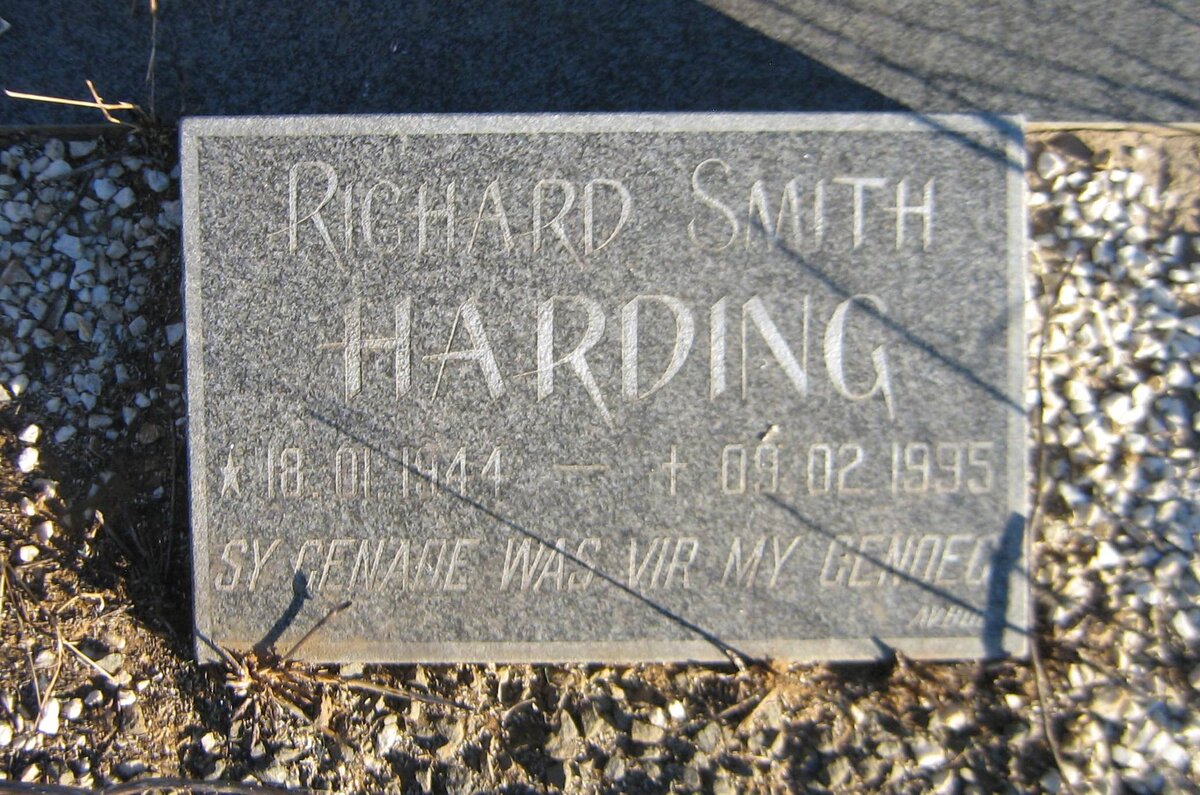 RICHARD SMITH
HARDING
★ 18.01.1944 — † 09.02.1995
SY GENADE WAS VIR MY GENOEG